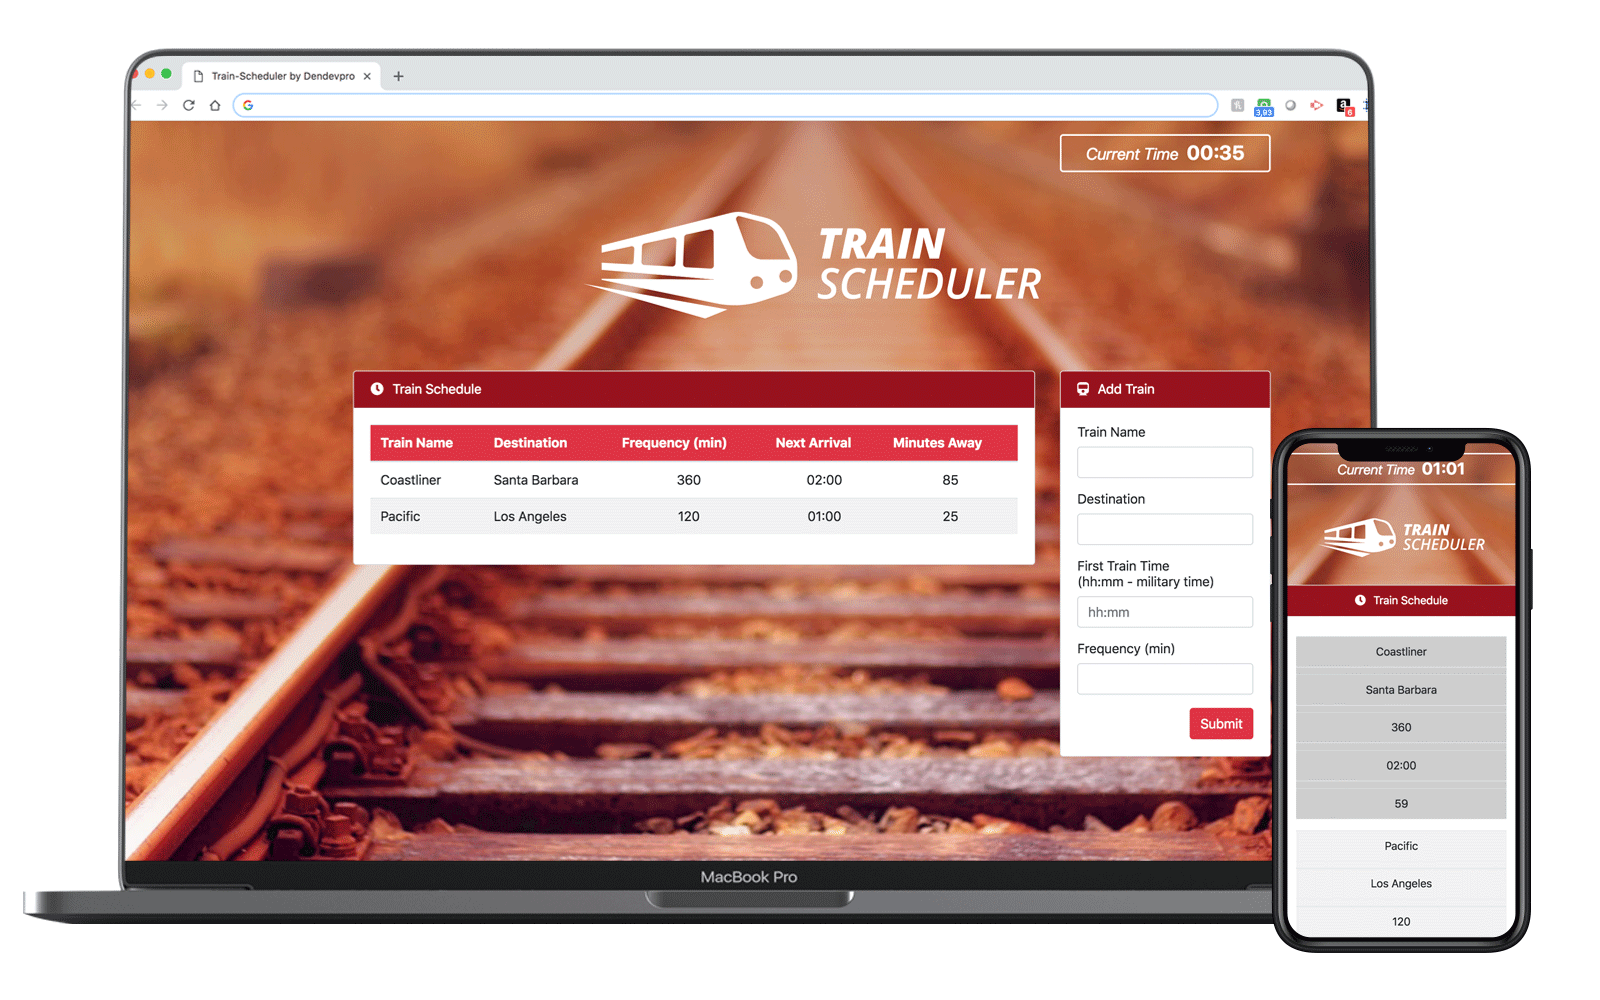 Train-Scheduler by Dendevpro
3,93
a
6
Current Time 00:35
TRAIN
SCHEDULER
Train Schedule
Train Name Destination Frequency (min) Next Arrival Minutes Away
Coastliner Santa Barbara 360 02:00 85
Pacific Los Angeles 120 01:00 25
Add Train
Train Name
Destination
First Train Time
(hh:mm - military time)
hh:mm
Frequency (min)
Submit
MacBook Pro
Current Time 01:01
TRAIN
SCHEDULER
Train Schedule
Coastliner
Santa Barbara
360
02:00
59
Pacific
Los Angeles
120